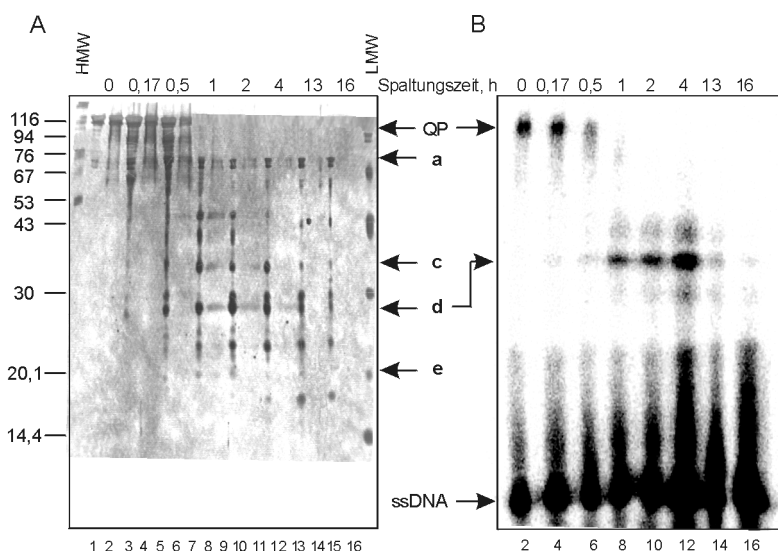 A
B
HMW
LMW
0 0,17 0,5 1 2 4 13 16
Spaltungszeit, h
0 0,17 0,5 1 2 4 13 16
116
94
76
67
53
43
30
20,1
14,4
QP
a
c
d
e
ssDNA
1 2 3 4 5 6 7 8 9 10 11 12 13 14 15 16
2 4 6 8 10 12 14 16